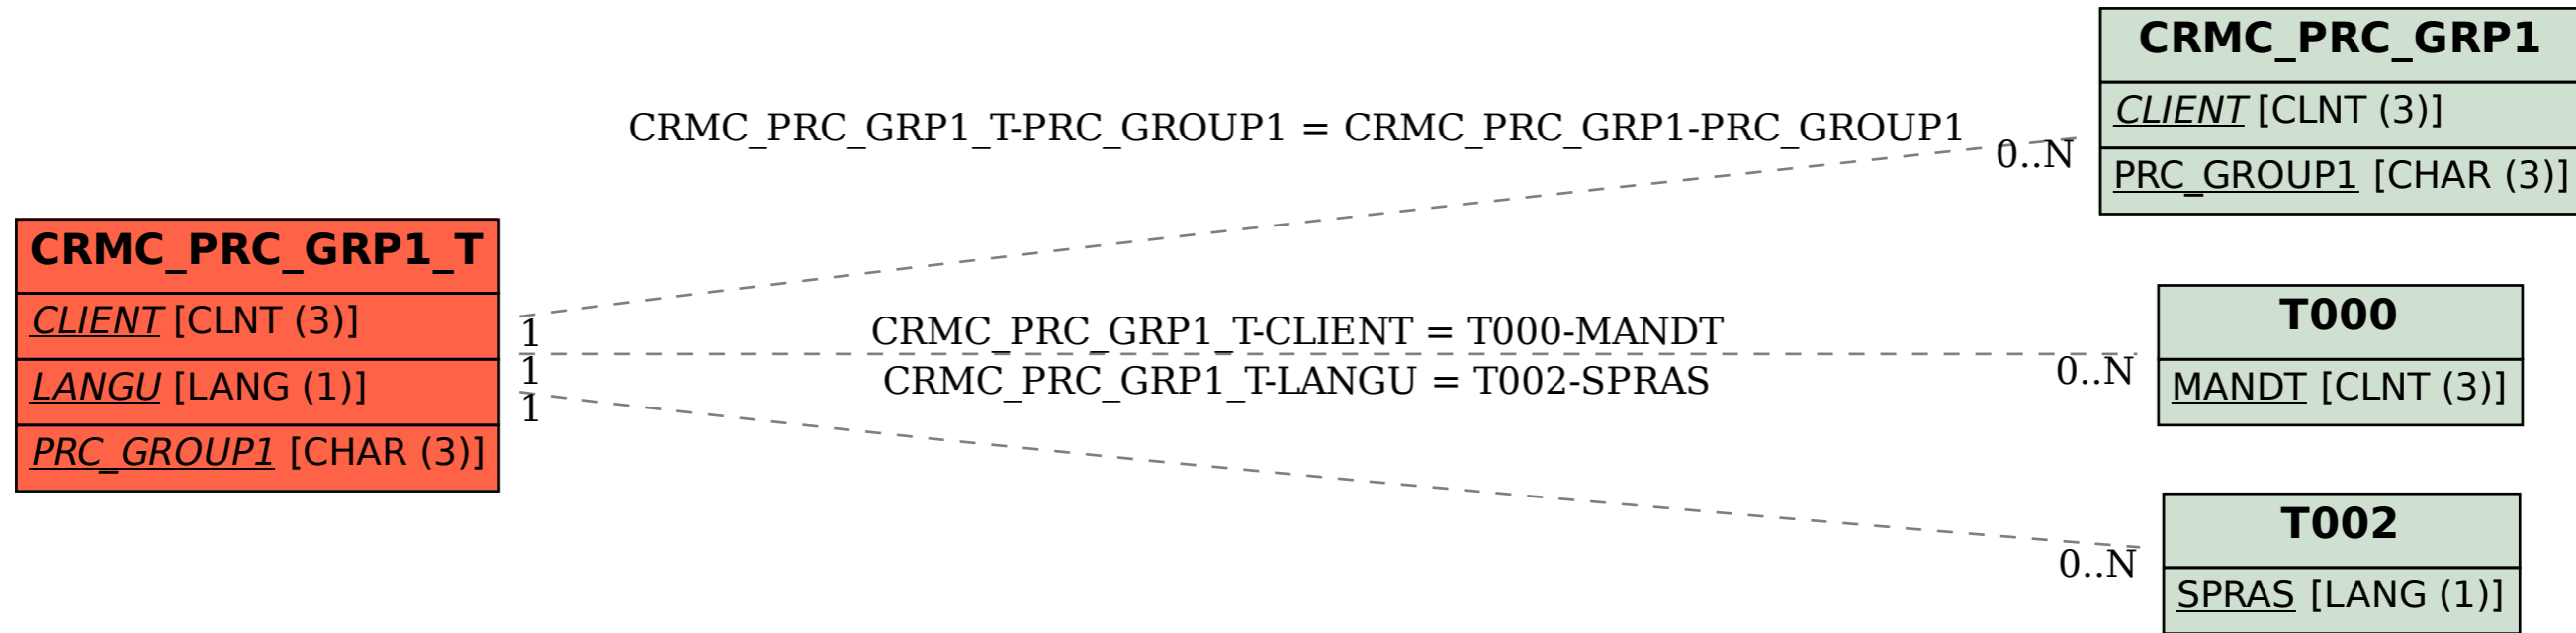 CRMC_PRC_GRP1
CLIENT [CLNT (3)]
PRC_GROUP1 [CHAR (3)]
CRMC_PRC_GRP1_T-PRC_GROUP1 = CRMC_PRC_GRP1-PRC_GROUP1
0..N
CRMC_PRC_GRP1_T
CLIENT [CLNT (3)]
LANGU [LANG (1)]
PRC_GROUP1 [CHAR (3)]
1
1
1
CRMC_PRC_GRP1_T-CLIENT = T000-MANDT
CRMC_PRC_GRP1_T-LANGU = T002-SPRAS
0..N
T000
MANDT [CLNT (3)]
0..N
T002
SPRAS [LANG (1)]